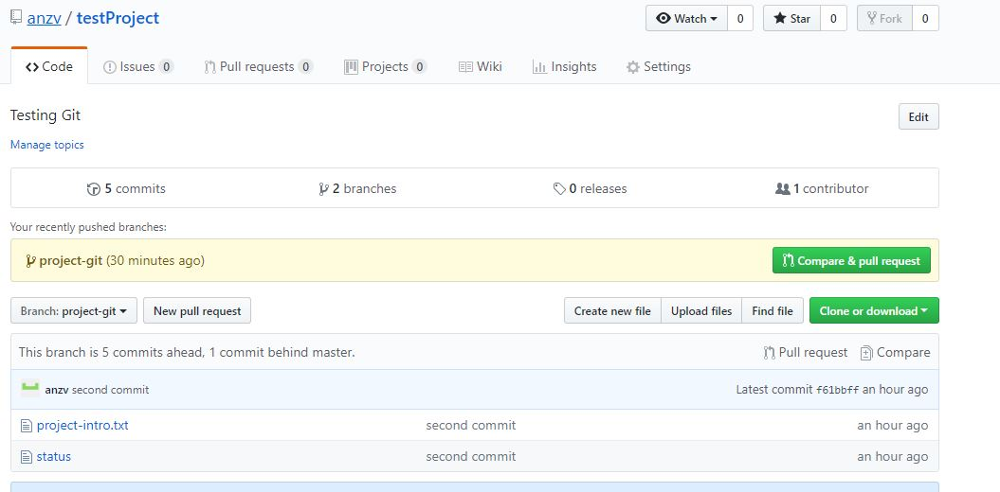 anzv / testProject
Watch 0 Star 0 Fork 0
Code Issues 0 Pull requests 0 Projects 0 Wiki Insights Settings
Testing Git
Edit
Manage topics
5 commits 2 branches 0 releases 1 contributor
Your recently pushed branches:
project-git (30 minutes ago) Compare & pull request
Branch: project-git New pull request Create new file Upload files Find file Clone or download
This branch is 5 commits ahead, 1 commit behind master. Pull request Compare
anzv second commit Latest commit f61bbff an hour ago
project-intro.txt second commit an hour ago
status second commit an hour ago